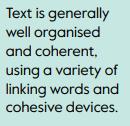 Text is generally
well organised
and coherent,
using a variety of
linking words and
cohesive devices.